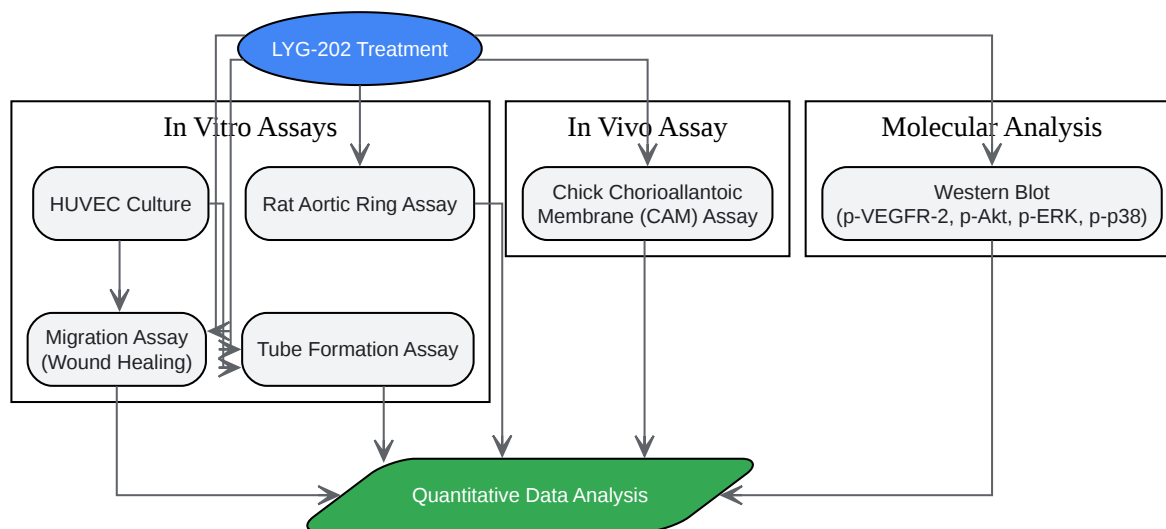 LYG-202 Treatment
In Vitro Assays
In Vivo Assay
Molecular Analysis
HUVEC Culture
Rat Aortic Ring Assay
Chick Chorioallantoic
Membrane (CAM) Assay
Western Blot
(p-VEGFR-2, p-Akt, p-ERK, p-p38)
Migration Assay
(Wound Healing)
Tube Formation Assay
Quantitative Data Analysis